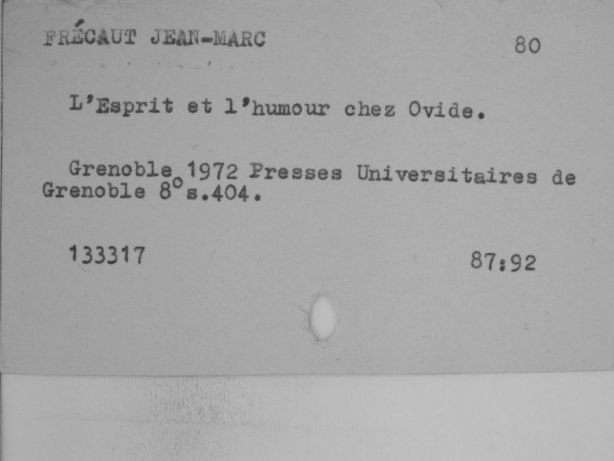 FRÉCAUT JEAN-MARC 80
L'Esprit et l'humour chez Ovide.
Grenoble 1972 Presses Universitaires de
Grenoble 8° s.404.
133317 87:92